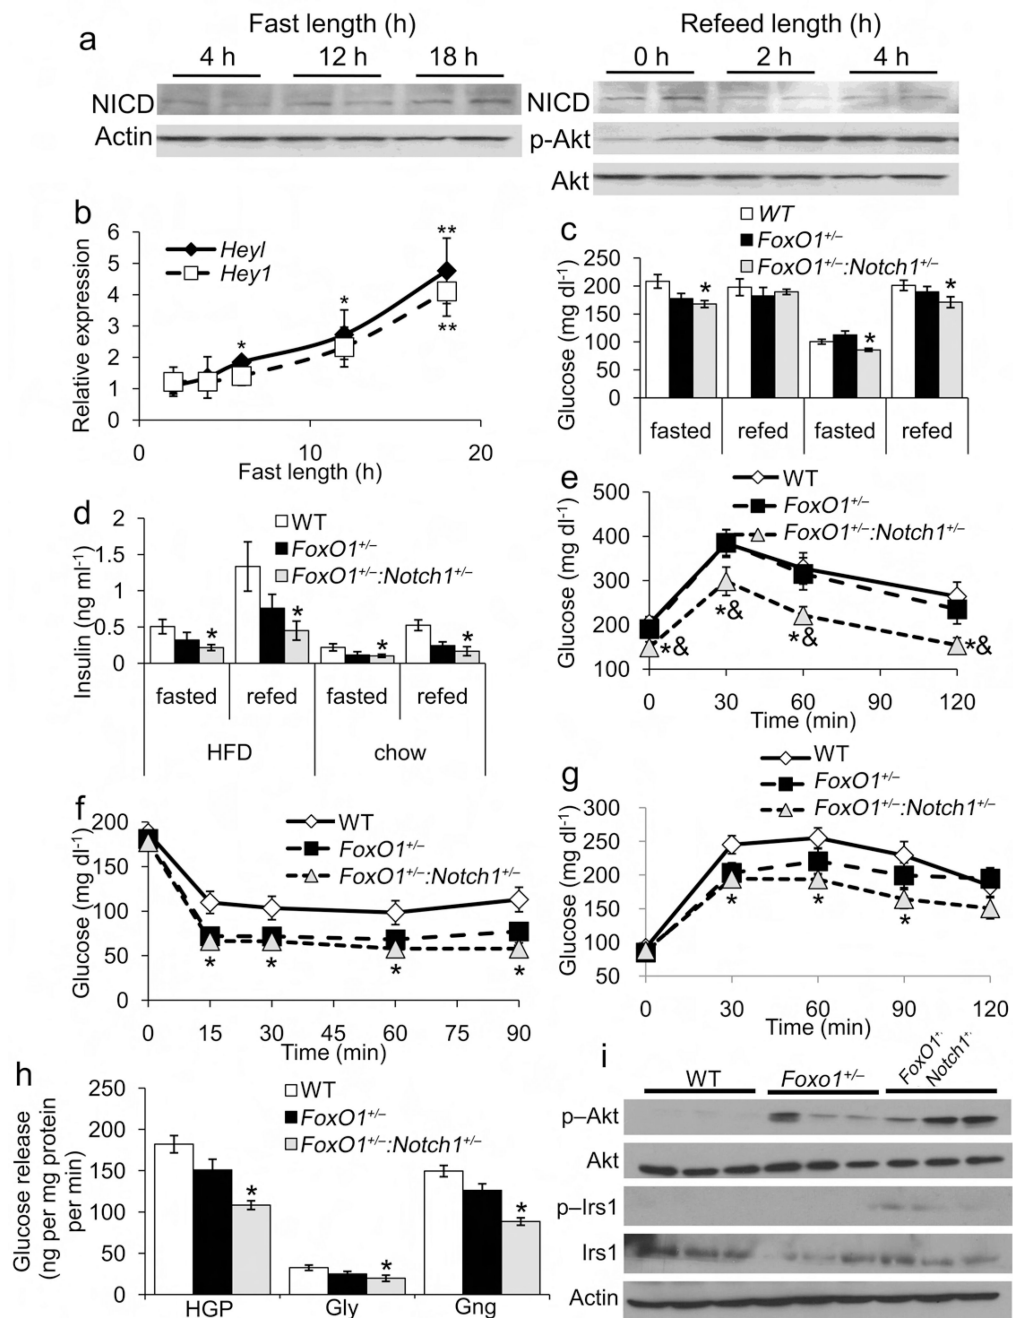 a
Fast length (h)
4 h 12 h 18 h
NICD
Actin
Refeed length (h)
0 h 2 h 4 h
NICD
p-Akt
Akt
b
Relative expression
6
5
4
3
2
1
0
Heyl
Hey1
*
*
**
**
0 10 20
Fast length (h)
c
WT
FoxO1+/–
FoxO1+/–:Notch1+/–
Glucose (mg dl-1)
250
200
150
100
50
0
* * *
fasted refed fasted refed
d
WT
FoxO1+/–
FoxO1+/–:Notch1+/–
Insulin (ng ml-1)
2
1.5
1
0.5
0
* * * *
fasted refed fasted refed
HFD chow
e
WT
FoxO1+/–
FoxO1+/–:Notch1+/–
Glucose (mg dl-1)
500
400
300
200
100
*& *& *& *&
0 30 60 90 120
Time (min)
f
WT
FoxO1+/–
FoxO1+/–:Notch1+/–
Glucose (mg dl-1)
200
150
100
50
0
* * * *
0 15 30 45 60 75 90
Time (min)
g
WT
FoxO1+/–
FoxO1+/–:Notch1+/–
Glucose (mg dl-1)
300
250
200
150
100
50
* * *
0 30 60 90 120
Time (min)
h
WT
FoxO1+/–
FoxO1+/–:Notch1+/–
Glucose release
(ng per mg protein
per min)
250
200
150
100
50
0
* * *
HGP Gly Gng
i
WT Foxo1+/– FoxO1+.
Notch1+.
p–Akt
Akt
p–Irs1
Irs1
Actin